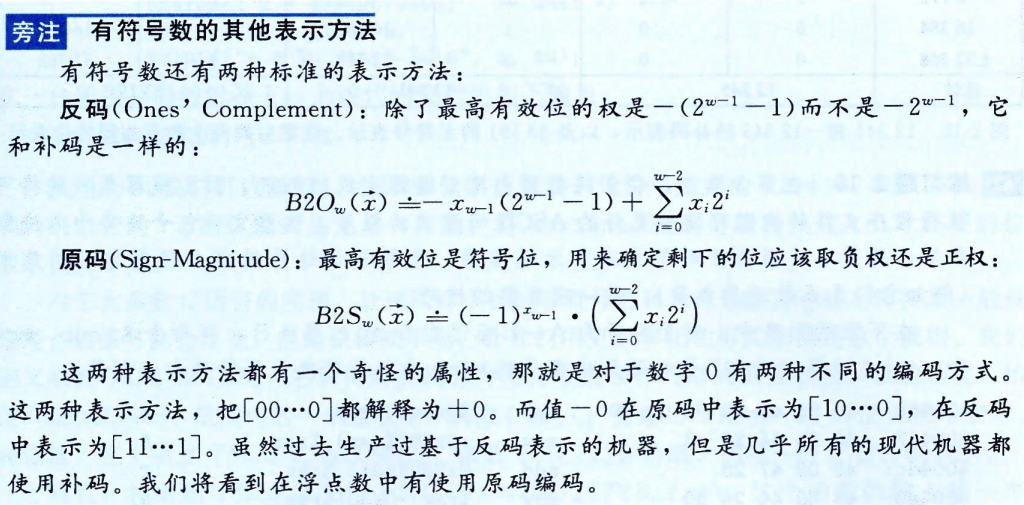 旁注 有符号数的其他表示方法
有符号数还有两种标准的表示方法：
反码(Ones' Complement)：除了最高有效位的权是－(2^{w-1}－1)而不是－2^{w-1}，它
和补码是一样的：
B2O_w(\vec{x}) ≐ －x_{w-1}(2^{w-1}－1) + \sum_{i=0}^{w-2} x_i 2^i
原码(Sign-Magnitude)：最高有效位是符号位，用来确定剩下的位应该取负权还是正权：
B2S_w(\vec{x}) ≐ (－1)^{x_{w-1}} · (\sum_{i=0}^{w-2} x_i 2^i)
这两种表示方法都有一个奇怪的属性，那就是对于数字0有两种不同的编码方式。
这两种表示方法，把[00…0]都解释为＋0。而值－0在原码中表示为[10…0]，在反码
中表示为[11…1]。虽然过去生产过基于反码表示的机器，但是几乎所有的现代机器都
使用补码。我们将看到在浮点数中有使用原码编码。